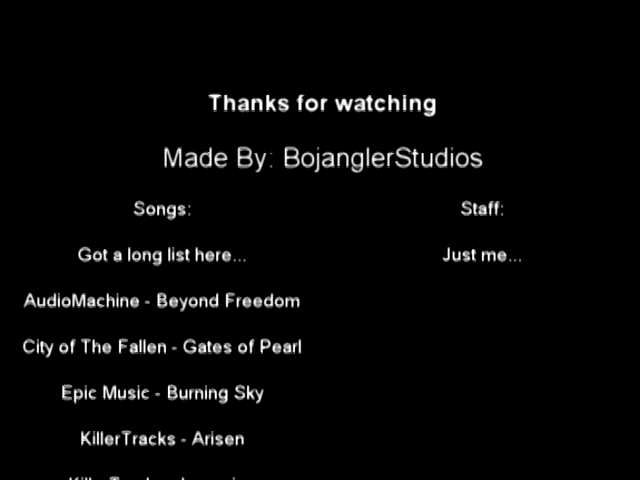 Thanks for watching
Made By: BojanglerStudios
Songs:
Staff:
Got a long list here...
Just me...
AudioMachine - Beyond Freedom
City of The Fallen - Gates of Pearl
Epic Music - Burning Sky
KillerTracks - Arisen